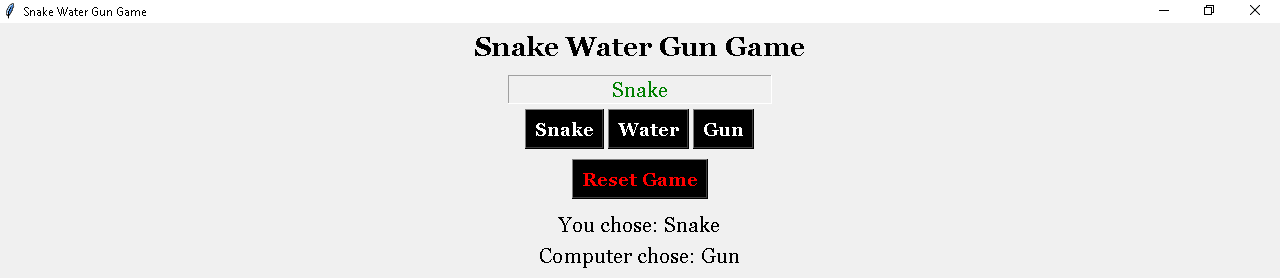 Snake Water Gun Game
Snake Water Gun Game
Snake
Snake Water Gun
Reset Game
You chose: Snake
Computer chose: Gun